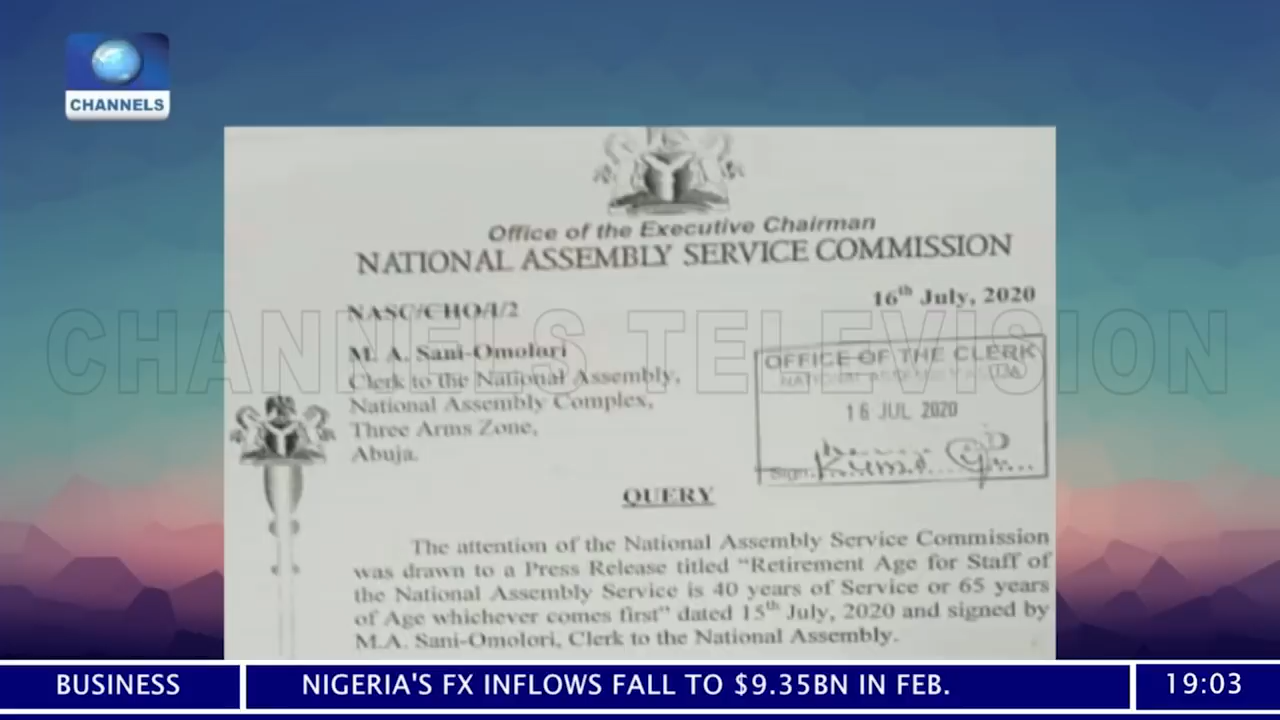 CHANNELS
Office of the Executive Chairman
NATIONAL ASSEMBLY SERVICE COMMISSION
16th July, 2020
NASC/CHO/I/2
M. A. Sani-Omolori
Clerk to the National Assembly,
National Assembly Complex,
Three Arms Zone,
Abuja.
OFFICE OF THE CLERK
NATIONAL ASSEMBLY
16 JUL 2020
Sign.
QUERY
The attention of the National Assembly Service Commission
was drawn to a Press Release titled "Retirement Age for Staff of
the National Assembly Service is 40 years of Service or 65 years
of Age whichever comes first" dated 15th July, 2020 and signed by
M.A. Sani-Omolori, Clerk to the National Assembly.
CHANNELS TELEVISION
BUSINESS
NIGERIA'S FX INFLOWS FALL TO $9.35BN IN FEB.
19:03